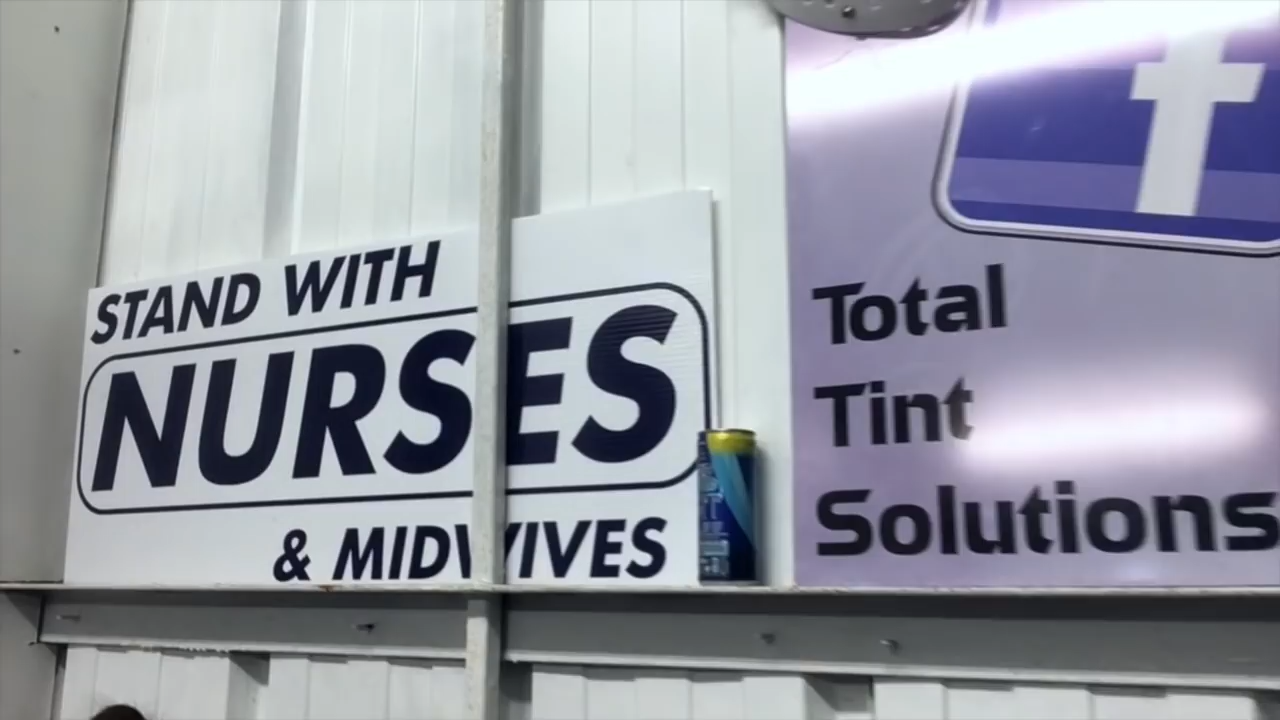 STAND WITH
NURSES
& MIDWIVES
f
Total
Tint
Solutions